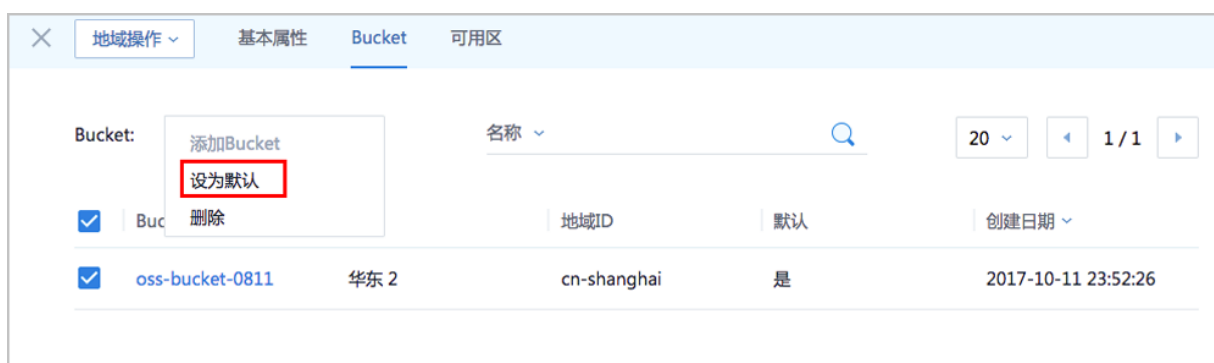 地域操作 基本属性 Bucket 可用区
Bucket: 名称 20 1 / 1
添加Bucket
设为默认
删除
Buc 地域ID 默认 创建日期
oss-bucket-0811 华东 2 cn-shanghai 是 2017-10-11 23:52:26